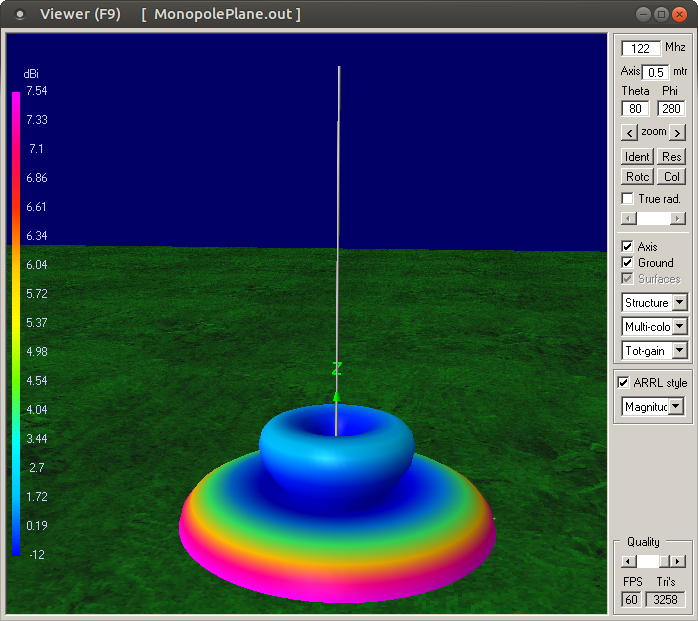 Viewer (F9) [ MonopolePlane.out ]
dBi
7.54
7.33
7.1
6.86
6.61
6.34
6.04
5.72
5.37
4.98
4.54
4.04
3.44
2.7
1.72
0.19
-12
Z
122 Mhz
Axis 0.5 mtr
Theta Phi
80 280
< zoom >
Ident Res
Rotc Col
True rad.
Axis
Ground
Surfaces
Structure
Multi-colo
Tot-gain
ARRL style
Magnituc
Quality
FPS Tri's
60 3258